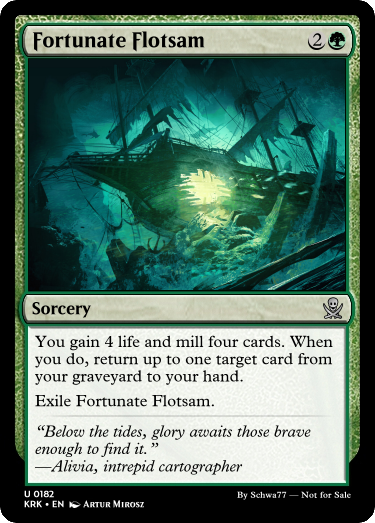 Fortunate Flotsam 2
Sorcery
You gain 4 life and mill four cards. When
you do, return up to one target card from
your graveyard to your hand.
Exile Fortunate Flotsam.
“Below the tides, glory awaits those brave
enough to find it.”
—Alivia, intrepid cartographer
U 0182
KRK • EN Artur Mirosz
By Schwa77 — Not for Sale